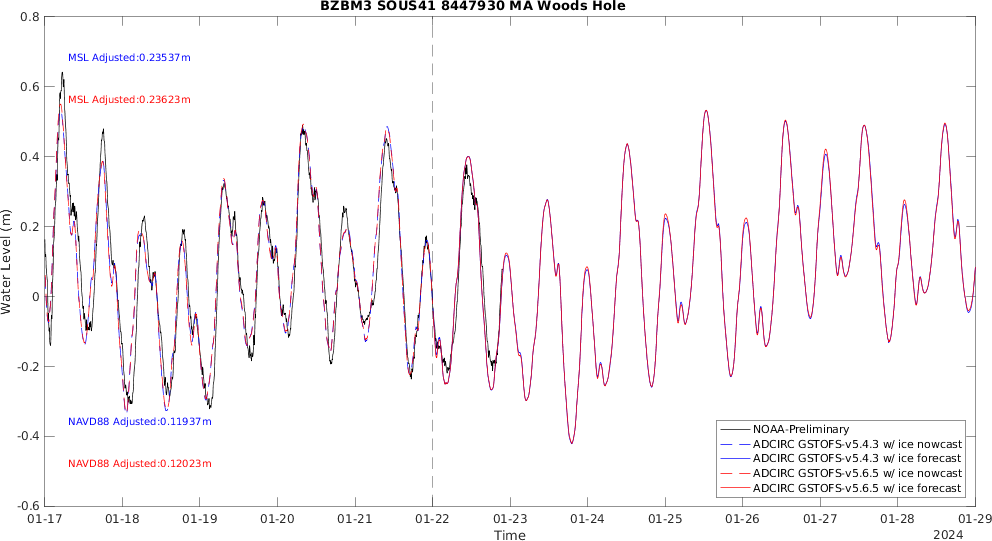 BZBM3 SOUS41 8447930 MA Woods Hole
Water Level (m)
0.8
0.6
0.4
0.2
0
-0.2
-0.4
-0.6
MSL Adjusted:0.23537m
MSL Adjusted:0.23623m
NAVD88 Adjusted:0.11937m
NAVD88 Adjusted:0.12023m
NOAA-Preliminary
ADCIRC GSTOFS-v5.4.3 w/ ice nowcast
ADCIRC GSTOFS-v5.4.3 w/ ice forecast
ADCIRC GSTOFS-v5.6.5 w/ ice nowcast
ADCIRC GSTOFS-v5.6.5 w/ ice forecast
01-17 01-18 01-19 01-20 01-21 01-22 01-23 01-24 01-25 01-26 01-27 01-28 01-29
Time
2024